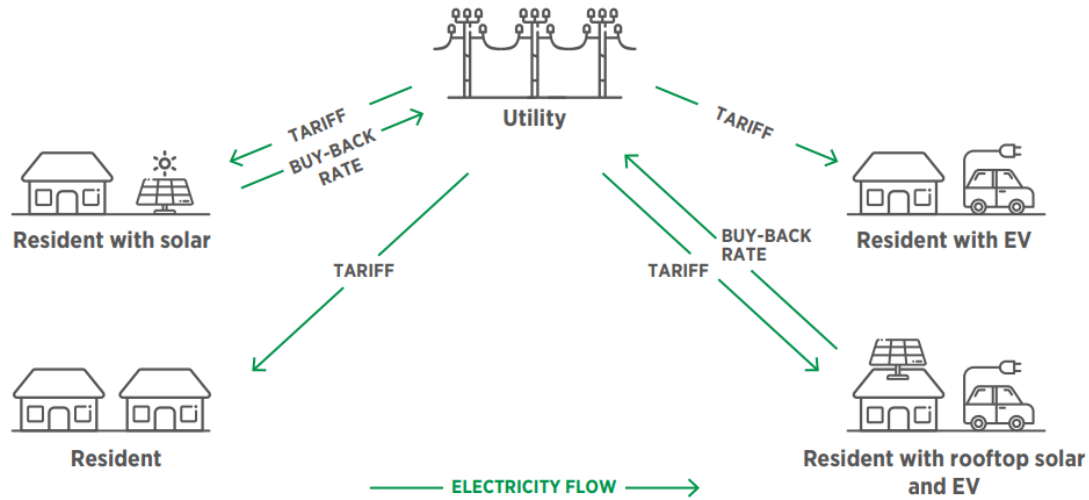 Utility
TARIFF
BUY-BACK
RATE
TARIFF
Resident with solar
Resident with EV
TARIFF
BUY-BACK
RATE
TARIFF
Resident
Resident with rooftop solar
and EV
ELECTRICITY FLOW